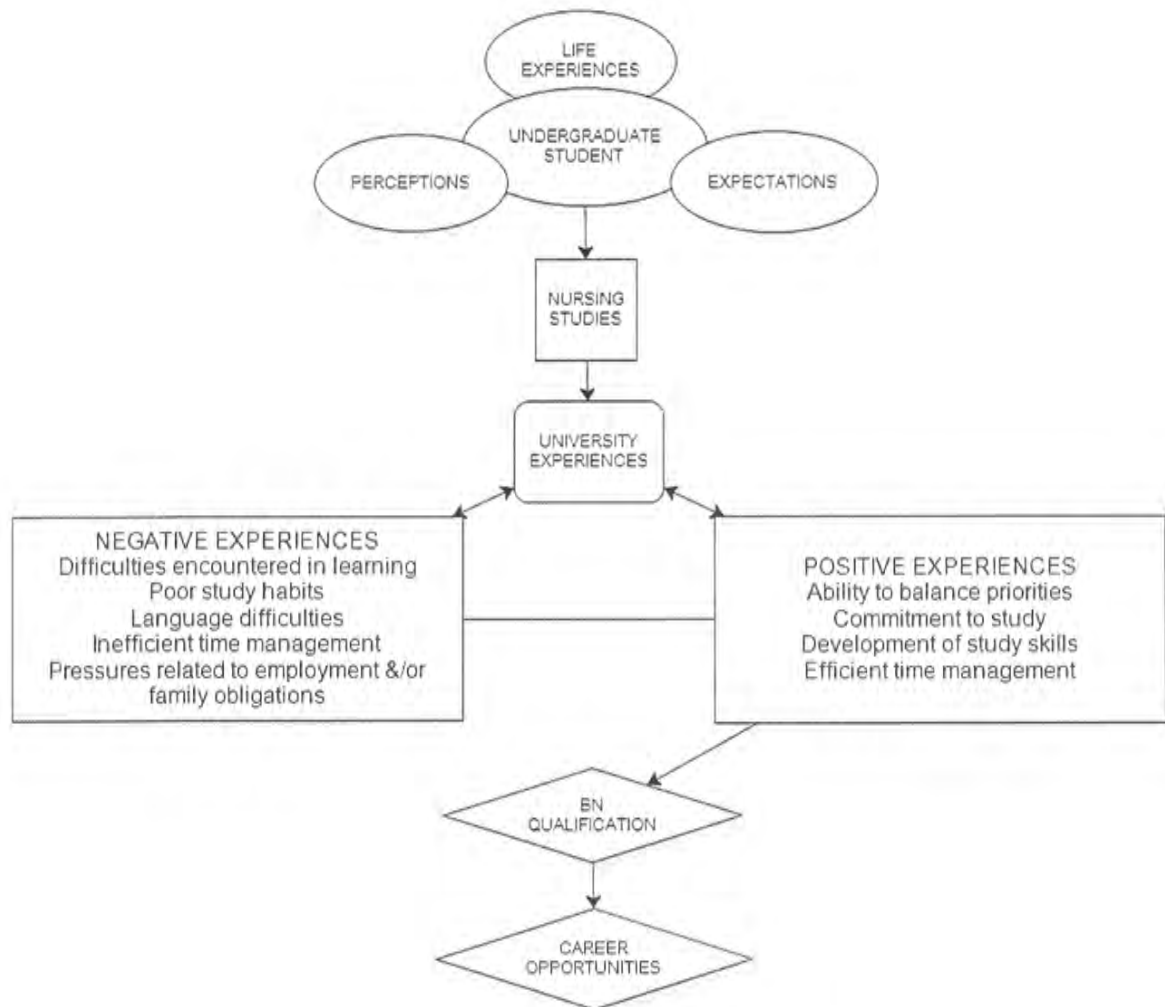 LIFE
EXPERIENCES
UNDERGRADUATE
STUDENT
PERCEPTIONS
EXPECTATIONS
NURSING
STUDIES
UNIVERSITY
EXPERIENCES
NEGATIVE EXPERIENCES
Difficulties encountered in learning
Poor study habits
Language difficulties
Inefficient time management
Pressures related to employment &/or
family obligations
POSITIVE EXPERIENCES
Ability to balance priorities
Commitment to study
Development of study skills
Efficient time management
BN
QUALIFICATION
CAREER
OPPORTUNITIES